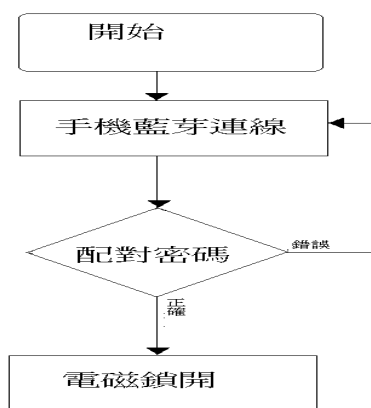 開始
手機藍芽連線
配對密碼
錯誤
正確
電磁鎖開